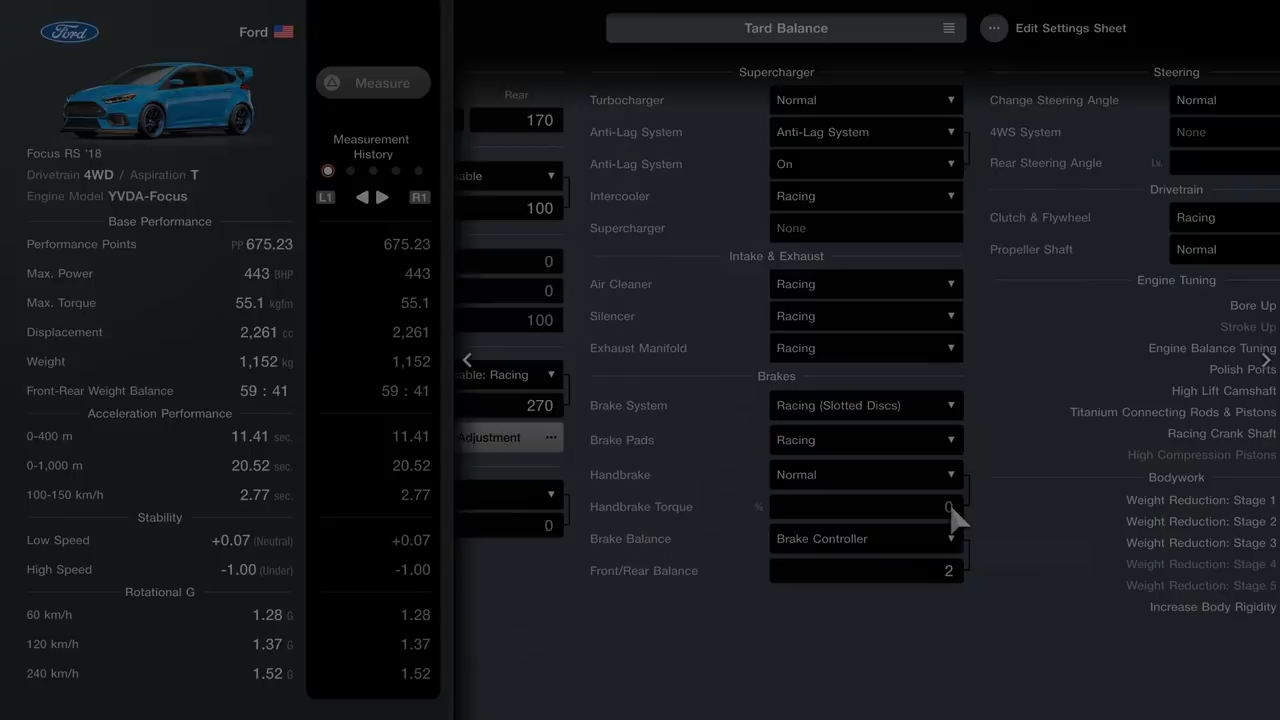 Ford
Ford
Measure
Measurement
History
L1
R1
Focus RS '18
Drivetrain 4WD / Aspiration T
Engine Model YVDA-Focus
Base Performance
Performance Points PP 675.23 675.23
Max. Power 443 BHP 443
Max. Torque 55.1 kgfm 55.1
Displacement 2,261 cc 2,261
Weight 1,152 kg 1,152
Front-Rear Weight Balance 59 : 41 59 : 41
Acceleration Performance
0-400 m 11.41 sec. 11.41
0-1,000 m 20.52 sec. 20.52
100-150 km/h 2.77 sec. 2.77
Stability
Low Speed +0.07 (Neutral) +0.07
High Speed -1.00 (Under) -1.00
Rotational G
60 km/h 1.28 G 1.28
120 km/h 1.37 G 1.37
240 km/h 1.52 G 1.52
Tard Balance
Edit Settings Sheet
Rear
170
able
100
0
0
100
able: Racing
270
Adjustment
0
Supercharger
Turbocharger Normal
Anti-Lag System Anti-Lag System
Anti-Lag System On
Intercooler Racing
Supercharger None
Intake & Exhaust
Air Cleaner Racing
Silencer Racing
Exhaust Manifold Racing
Brakes
Brake System Racing (Slotted Discs)
Brake Pads Racing
Handbrake Normal
Handbrake Torque % 0
Brake Balance Brake Controller
Front/Rear Balance 2
Steering
Change Steering Angle Normal
4WS System None
Rear Steering Angle Lv.
Drivetrain
Clutch & Flywheel Racing
Propeller Shaft Normal
Engine Tuning
Bore Up
Stroke Up
Engine Balance Tuning
Polish Ports
High Lift Camshaft
Titanium Connecting Rods & Pistons
Racing Crank Shaft
High Compression Pistons
Bodywork
Weight Reduction: Stage 1
Weight Reduction: Stage 2
Weight Reduction: Stage 3
Weight Reduction: Stage 4
Weight Reduction: Stage 5
Increase Body Rigidity